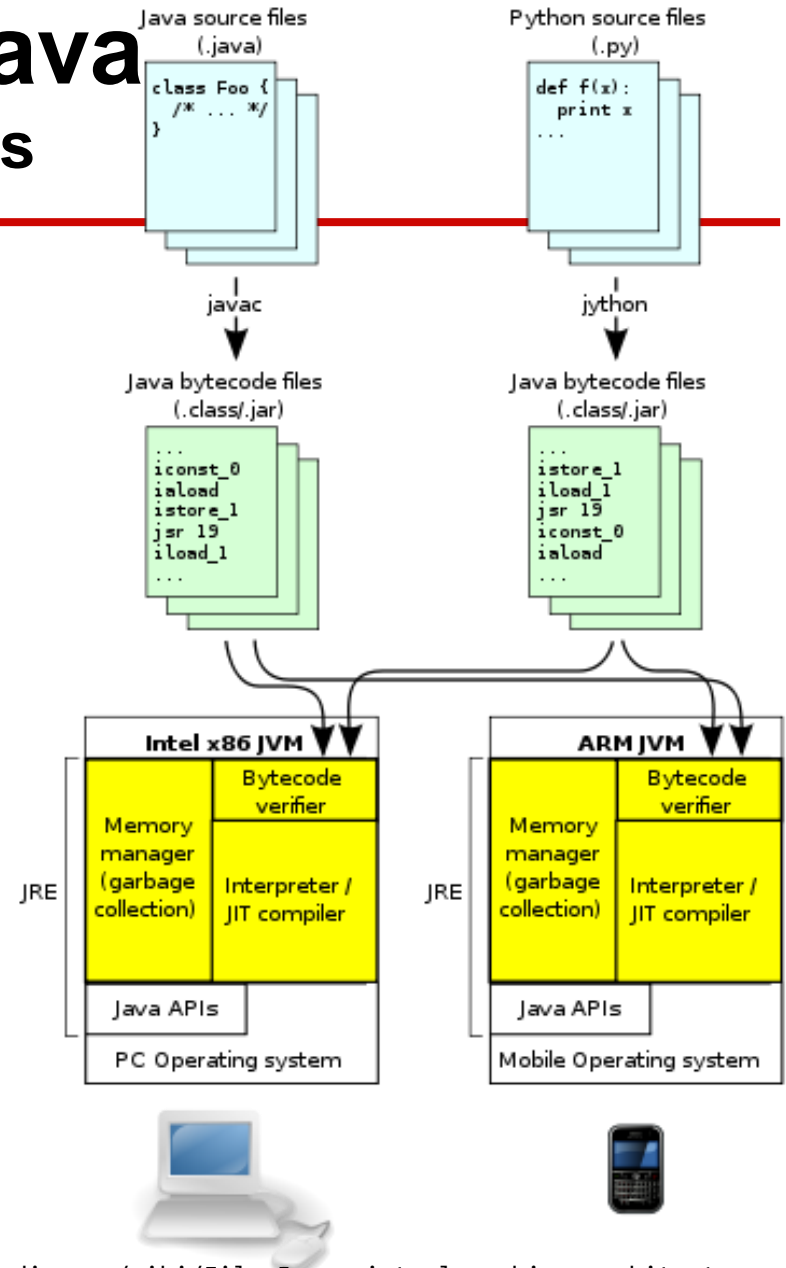 ava
s
Java source files
(.java)
class Foo {
/* ... */
}
Python source files
(.py)
def f(x):
print x
...
javac
jython
Java bytecode files
(.class/.jar)
...
iconst_0
iaload
istore_1
jsr 19
iload_1
...
Java bytecode files
(.class/.jar)
...
istore_1
iload_1
jsr 19
iconst_0
iaload
...
Intel x86 JVM
JRE
Memory
manager
(garbage
collection)
Bytecode
verifier
Interpreter /
JIT compiler
Java APIs
PC Operating system
ARM JVM
JRE
Memory
manager
(garbage
collection)
Bytecode
verifier
Interpreter /
JIT compiler
Java APIs
Mobile Operating system